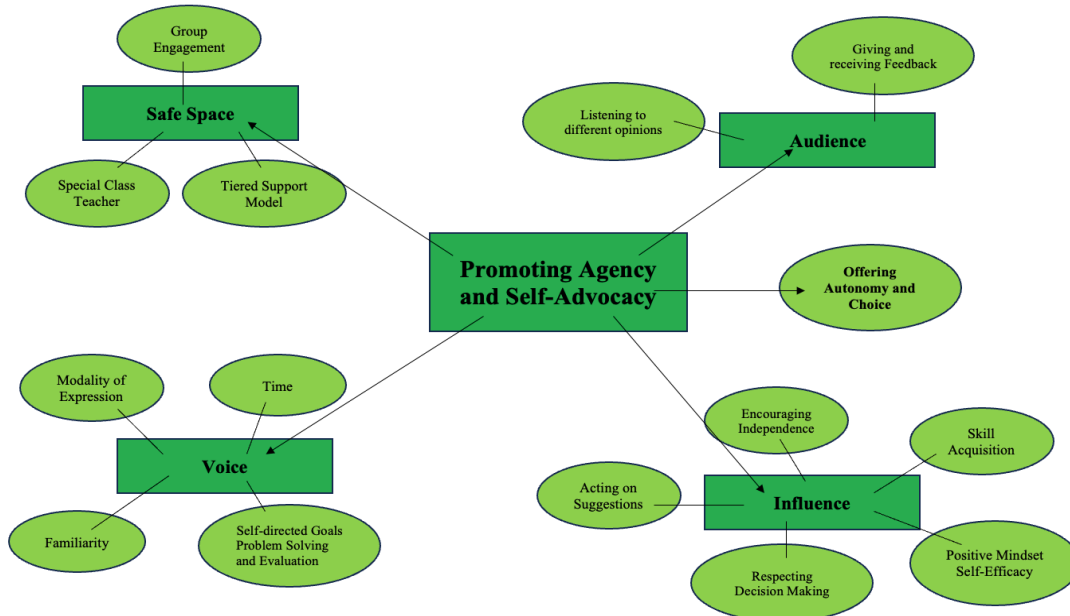 Group
Engagement
Safe Space
Special Class
Teacher
Tiered Support
Model
Giving and
receiving Feedback
Listening to
different opinions
Audience
Promoting Agency
and Self-Advocacy
Offering
Autonomy and
Choice
Modality of
Expression
Time
Voice
Familiarity
Self-directed Goals
Problem Solving
and Evaluation
Encouraging
Independence
Skill
Acquisition
Acting on
Suggestions
Influence
Respecting
Decision Making
Positive Mindset
Self-Efficacy